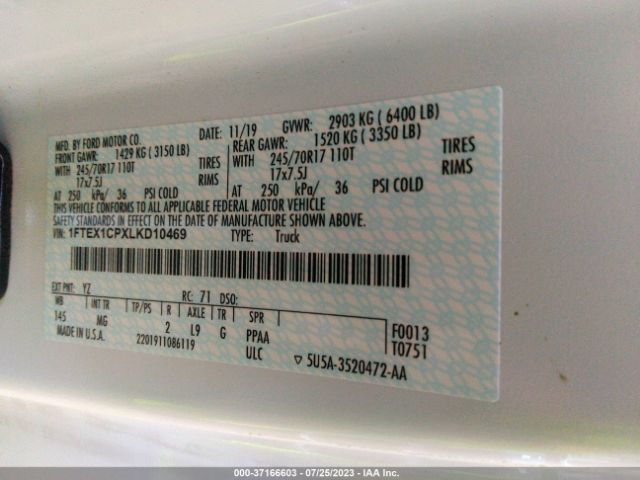 MFD. BY FORD MOTOR CO.
DATE: 11/19 GVWR: 2903 KG ( 6400 LB)
FRONT GAWR: 1429 KG ( 3150 LB)
REAR GAWR: 1520 KG ( 3350 LB)
WITH 245/70R17 110T TIRES
WITH 245/70R17 110T TIRES
17x7.5J RIMS
17x7.5J RIMS
AT 250 kPa/ 36 PSI COLD
AT 250 kPa/ 36 PSI COLD
THIS VEHICLE CONFORMS TO ALL APPLICABLE FEDERAL MOTOR VEHICLE
SAFETY STANDARDS IN EFFECT ON THE DATE OF MANUFACTURE SHOWN ABOVE.
VIN: 1FTEX1CPXLKD10469 TYPE: Truck
EXT PNT: YZ RC: 71 DSO:
WB INT TR TP/PS R AXLE TR SPR
145 MG 2 L9 G PPAA F0013
MADE IN U.S.A. 2201911086119 ULC T0751
▽ 5U5A-3520472-AA
000-37166603 - 07/25/2023 - IAA Inc.